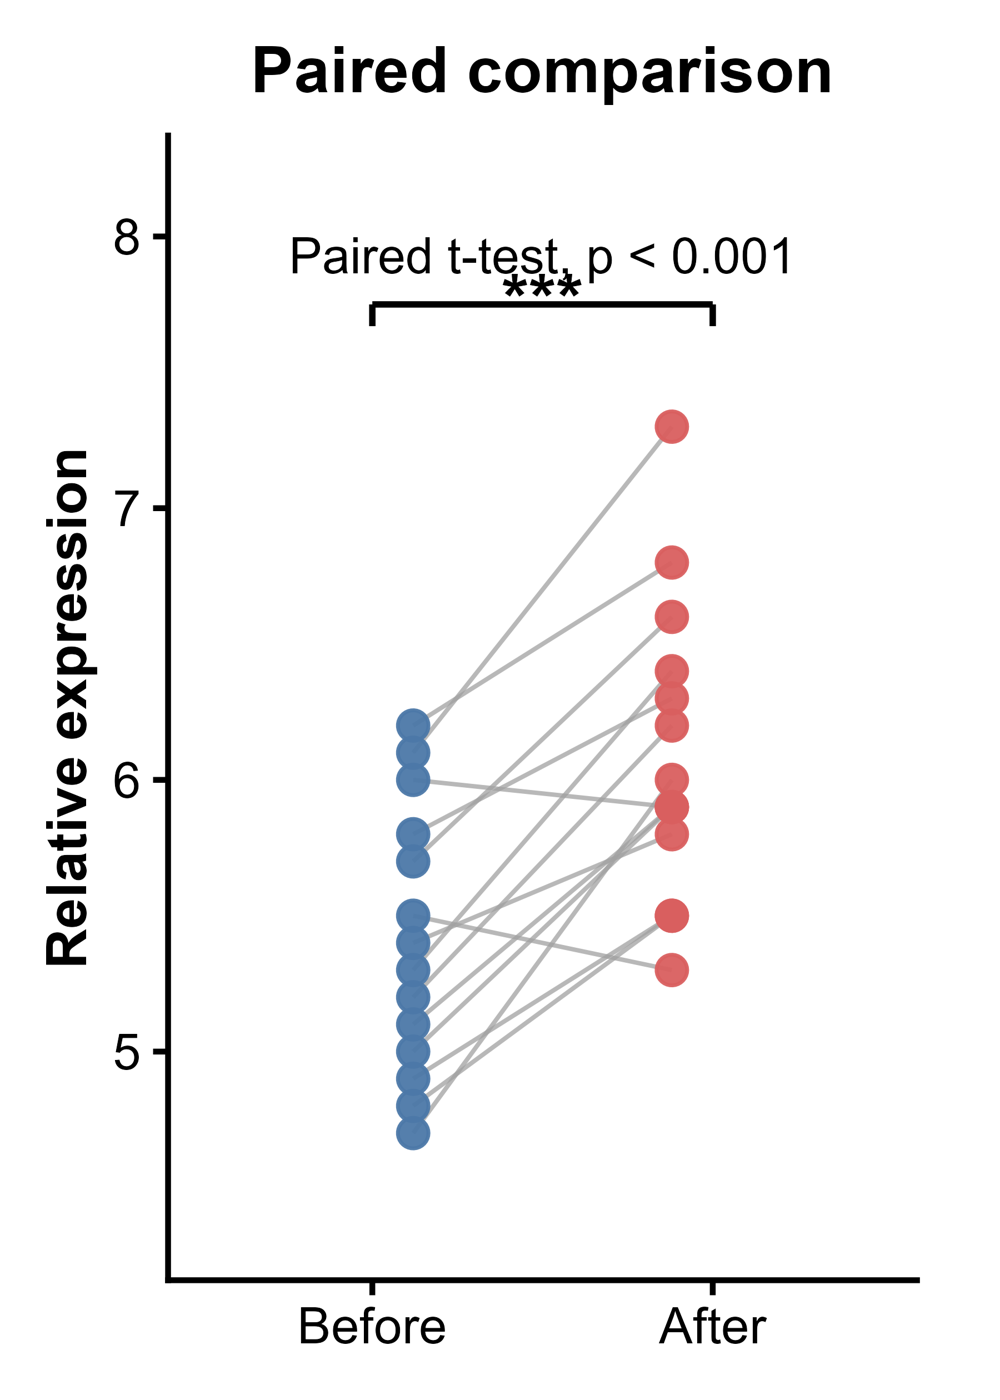 Paired comparison
Paired t-test, p < 0.001
***
8
7
6
5
Relative expression
Before
After